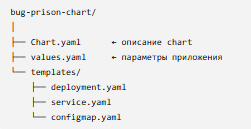 bug-prison-chart/
│
├── Chart.yaml ← описание chart
├── values.yaml ← параметры приложения
└── templates/
├── deployment.yaml
├── service.yaml
└── configmap.yaml